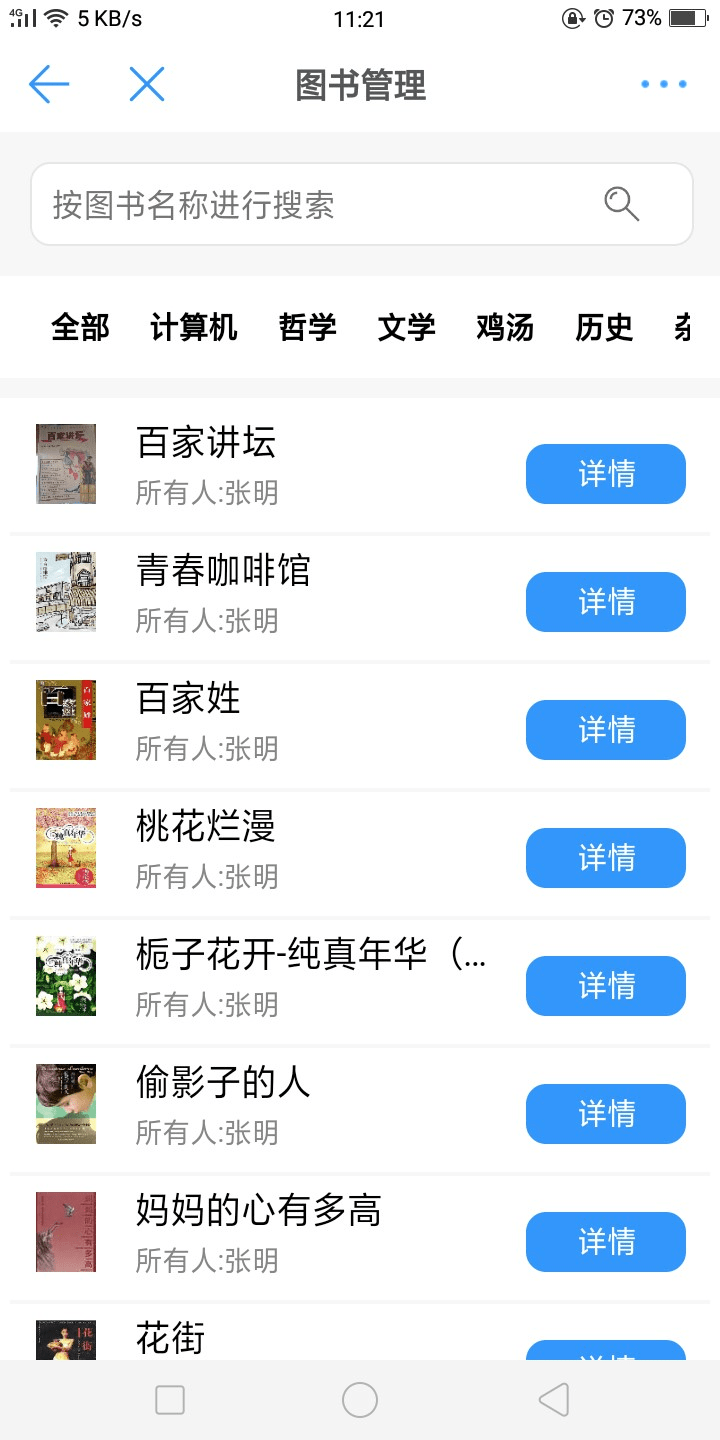 4G 5 KB/s 11:21 73%
图书管理
按图书名称进行搜索
全部 计算机 哲学 文学 鸡汤 历史
百家讲坛
所有人:张明
详情
青春咖啡馆
所有人:张明
详情
百家姓
所有人:张明
详情
桃花烂漫
所有人:张明
详情
栀子花开-纯真年华（...
所有人:张明
详情
偷影子的人
所有人:张明
详情
妈妈的心有多高
所有人:张明
详情
花街